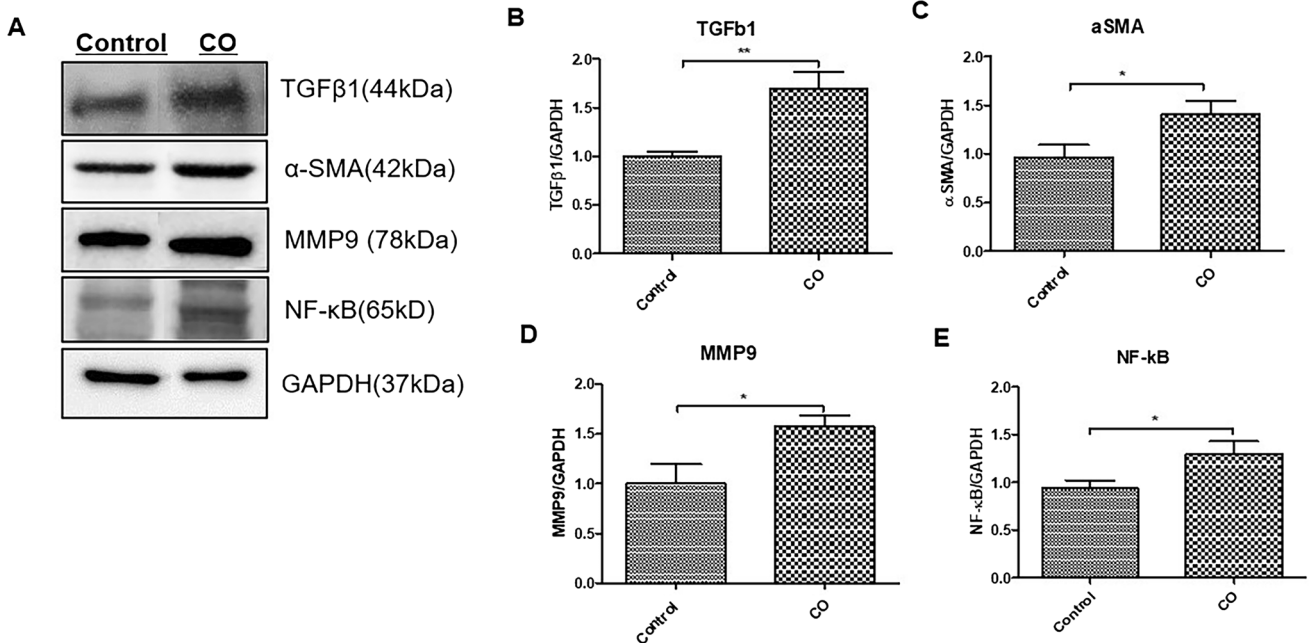 A
Control CO
TGFβ1(44kDa)
α-SMA(42kDa)
MMP9 (78kDa)
NF-κB(65kD)
GAPDH(37kDa)
B
TGFb1
TGFβ1/GAPDH
2.0
1.5
1.0
0.5
0.0
**
Control
CO
C
aSMA
α SMA/GAPDH
2.0
1.5
1.0
0.5
0.0
*
Control
CO
D
MMP9
MMP9/GAPDH
2.0
1.5
1.0
0.5
0.0
*
Control
CO
E
NF-kB
NF-κB/GAPDH
2.0
1.5
1.0
0.5
0.0
*
Control
CO